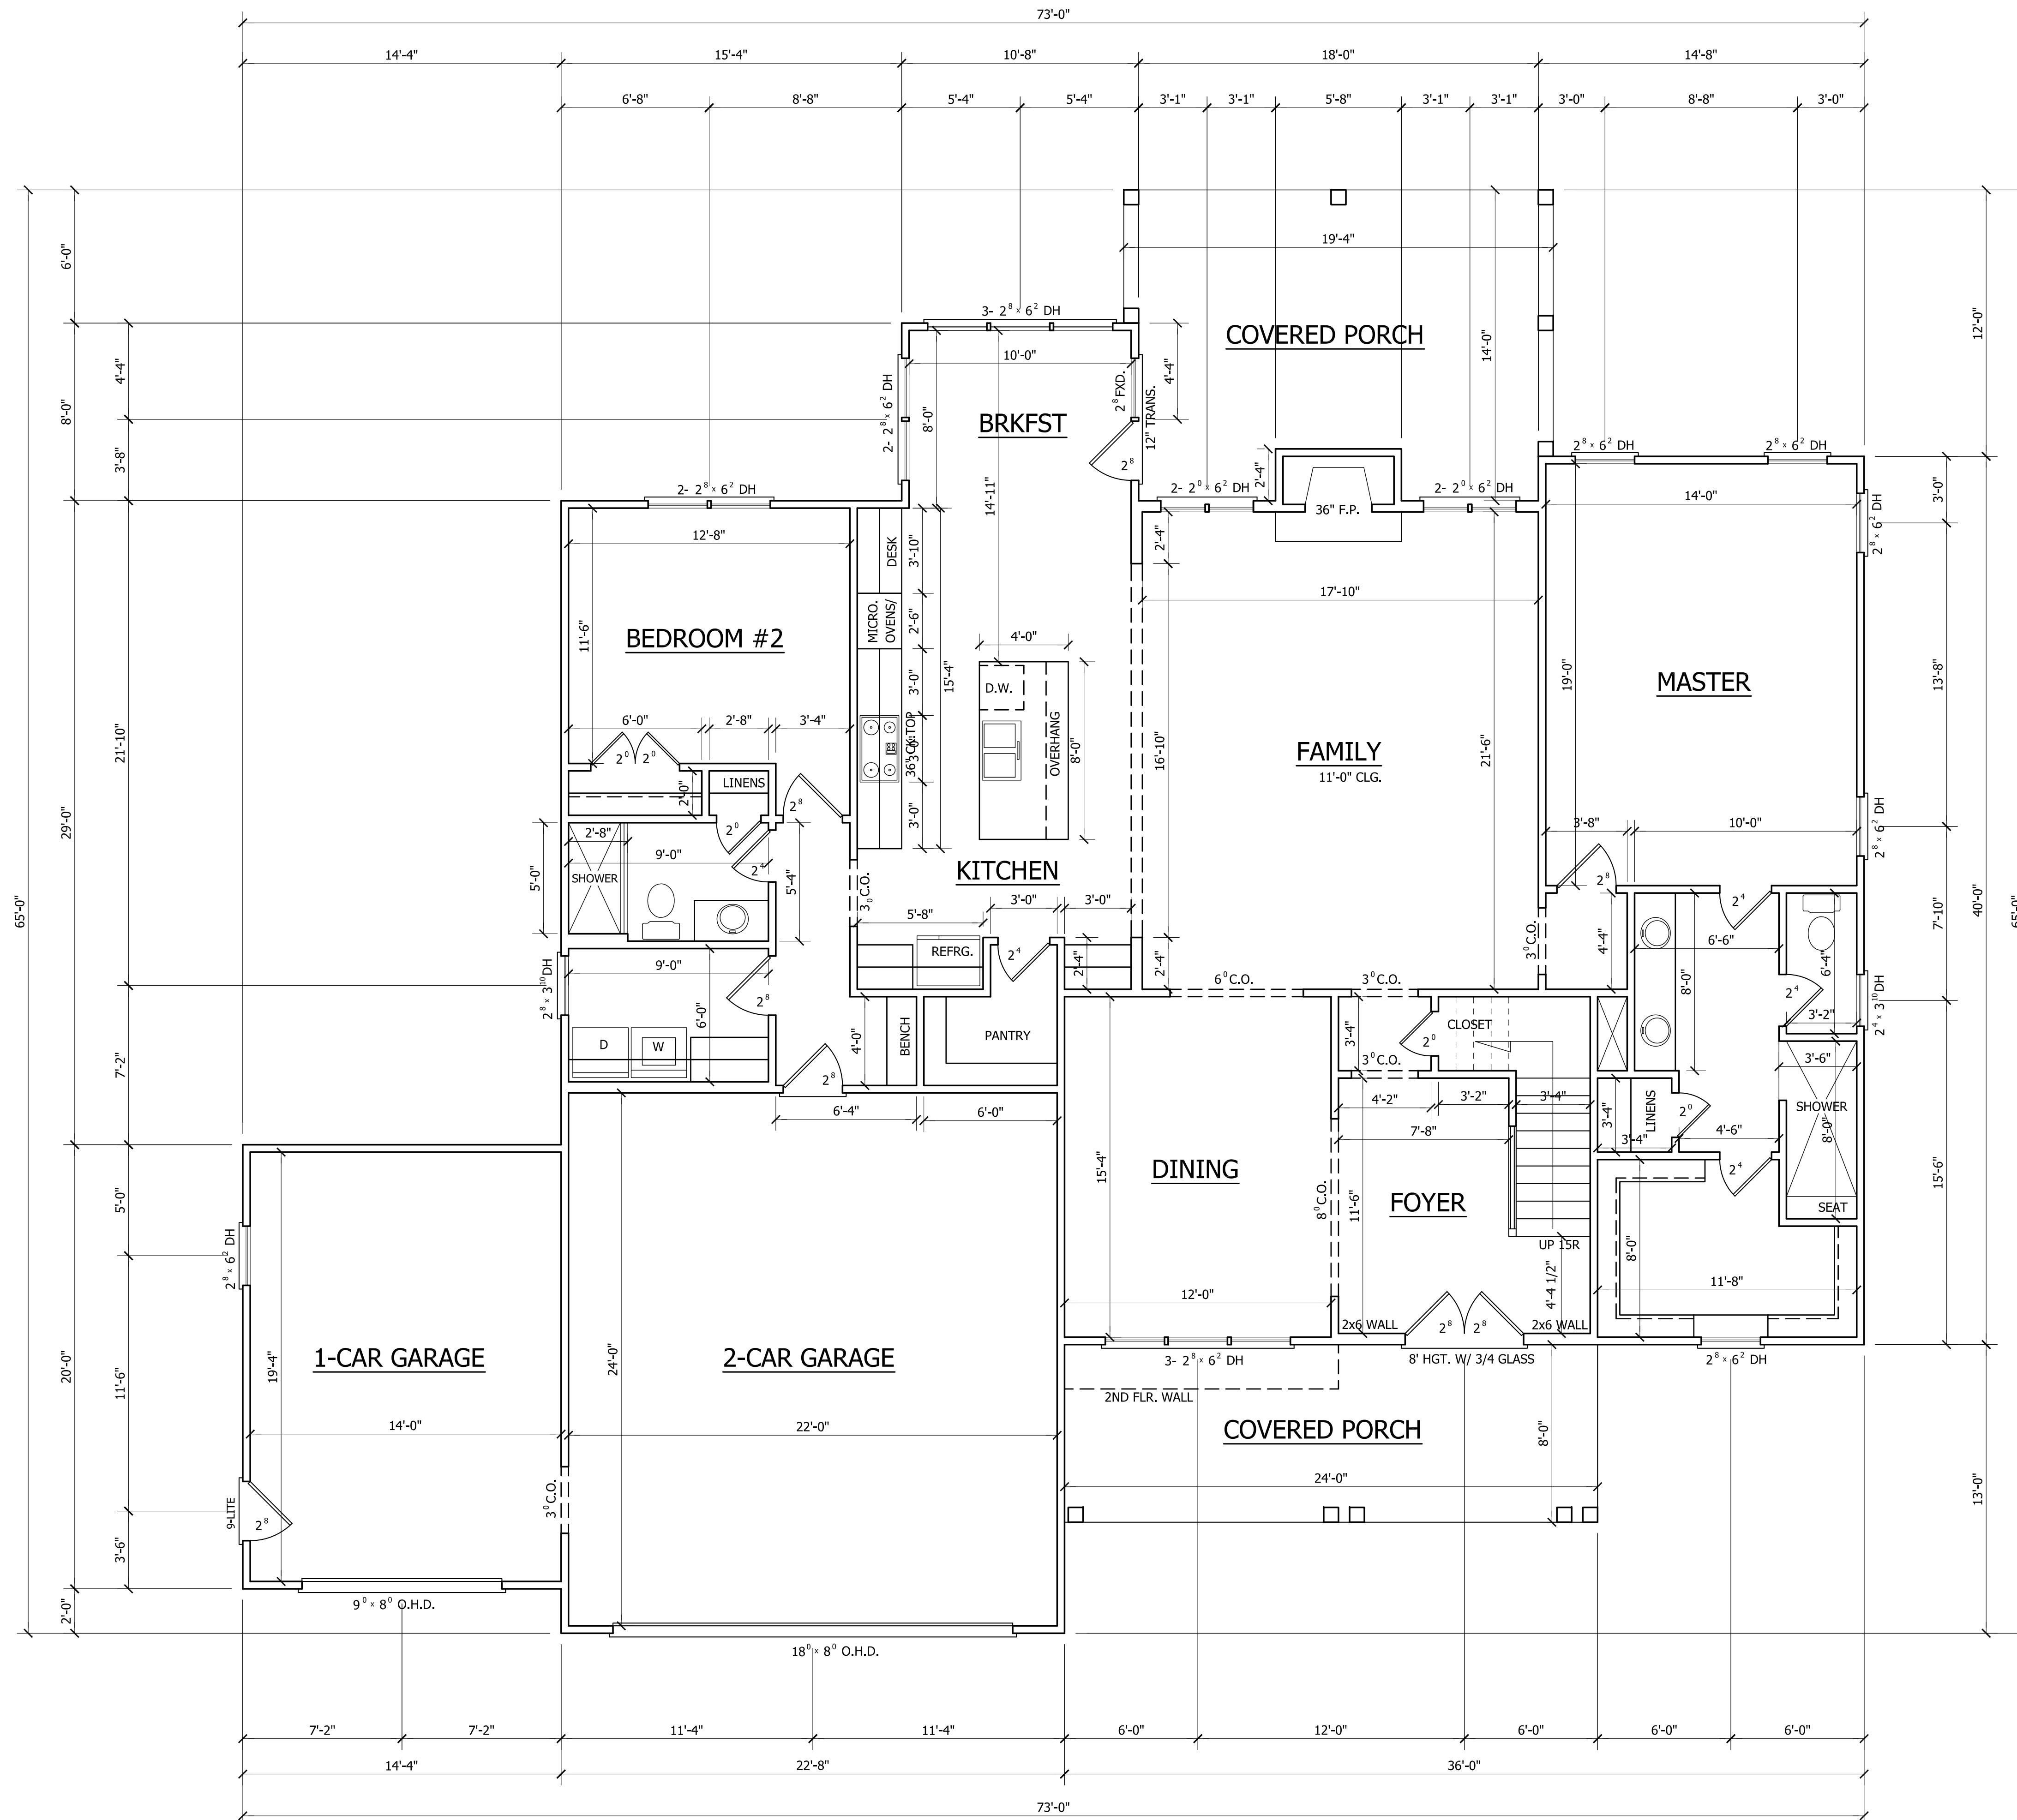 73'-0"
14'-4" 15'-4" 10'-8" 18'-0" 14'-8"
6'-8" 8'-8" 5'-4" 5'-4" 3'-1" 3'-1" 5'-8" 3'-1" 3'-1" 3'-0" 8'-8" 3'-0"
65'-0"
6'-0"
8'-0"
29'-0"
20'-0"
2'-0"
4'-4"
3'-8"
21'-10"
7'-2"
5'-0"
11'-6"
3'-6"
19'-4"
COVERED PORCH
14'-0"
3- 2⁸ x 6² DH
10'-0"
2- 2⁸ x 6² DH
8'-0"
14'-11"
BRKFST
2⁸ FXD.
12" TRANS.
4'-4"
2⁸
2- 2⁸ x 6² DH
12'-8"
11'-6"
BEDROOM #2
6'-0" 2'-8" 3'-4"
2⁰ 2⁰
2'-0"
LINENS
2⁰
2⁸
DESK
3'-10"
MICRO.
OVENS/
2'-6"
3'-0"
36" CK.TOP
3'-0"
3'-0"
15'-4"
4'-0"
D.W.
OVERHANG
8'-0"
KITCHEN
3⁰ C.O.
5'-8" 3'-0" 3'-0"
REFRG.
2⁴
2'-4"
PANTRY
2- 2⁰ x 6² DH
2'-4"
36" F.P.
2- 2⁰ x 6² DH
2'-4"
17'-10"
16'-10"
2'-4"
FAMILY
11'-0" CLG.
21'-6"
6⁰ C.O.
3⁰ C.O.
2⁸ x 6² DH
2⁸ x 6² DH
14'-0"
2⁸ x 6² DH
19'-0"
MASTER
3'-8" 10'-0"
2⁸ x 6² DH
2⁸
2⁴
3⁰ C.O.
4'-4"
6'-6"
8'-0"
6'-4"
2⁴
3'-2"
2⁴ x 3¹⁰ DH
3'-6"
SHOWER
8'-0"
SEAT
LINENS
3'-4"
3'-4"
2⁰
4'-6"
2⁴
8'-0"
11'-8"
2⁸ x 6² DH
5'-0"
2'-8"
9'-0"
SHOWER
2⁴
5'-4"
2⁸ x 3¹⁰ DH
9'-0"
6'-0"
2⁸
D W
4'-0"
BENCH
2⁸
6'-4" 6'-0"
3'-4"
CLOSET
2⁰
3⁰ C.O.
4'-2" 3'-2" 3'-4"
7'-8"
15'-4"
DINING
8⁰ C.O.
11'-6"
FOYER
UP 15R
4'-4 1/2"
12'-0"
2x6 WALL
2⁸ 2⁸
2x6 WALL
3- 2⁸ x 6² DH
8' HGT. W/ 3/4 GLASS
2ND FLR. WALL
COVERED PORCH
8'-0"
24'-0"
2⁸ x 6² DH
1-CAR GARAGE
19'-4"
14'-0"
9-LITE
2⁸
3⁰ C.O.
9⁰ x 8⁰ O.H.D.
2-CAR GARAGE
24'-0"
22'-0"
18⁰ x 8⁰ O.H.D.
3'-0"
13'-8"
7'-10"
15'-6"
12'-0"
40'-0"
13'-0"
65'-0"
7'-2" 7'-2" 11'-4" 11'-4" 6'-0" 12'-0" 6'-0" 6'-0" 6'-0"
14'-4" 22'-8" 36'-0"
73'-0"